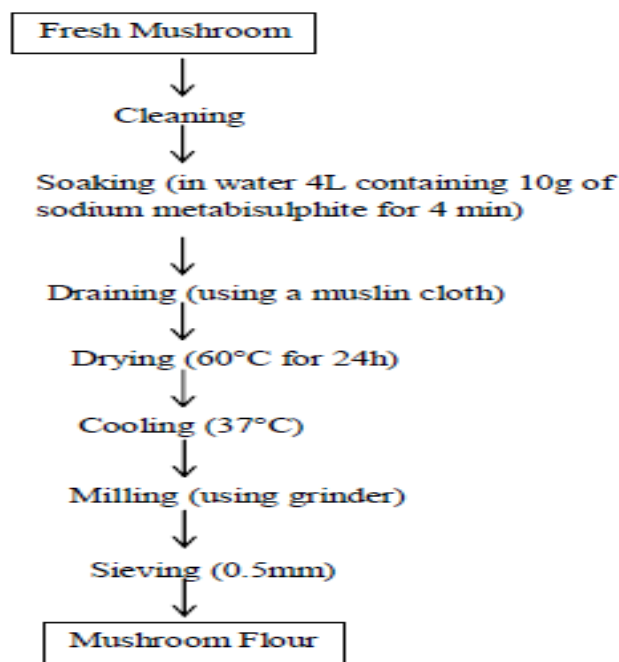 Fresh Mushroom
Cleaning
Soaking (in water 4L containing 10g of
sodium metabisulphite for 4 min)
Draining (using a muslin cloth)
Drying (60°C for 24h)
Cooling (37°C)
Milling (using grinder)
Sieving (0.5mm)
Mushroom Flour